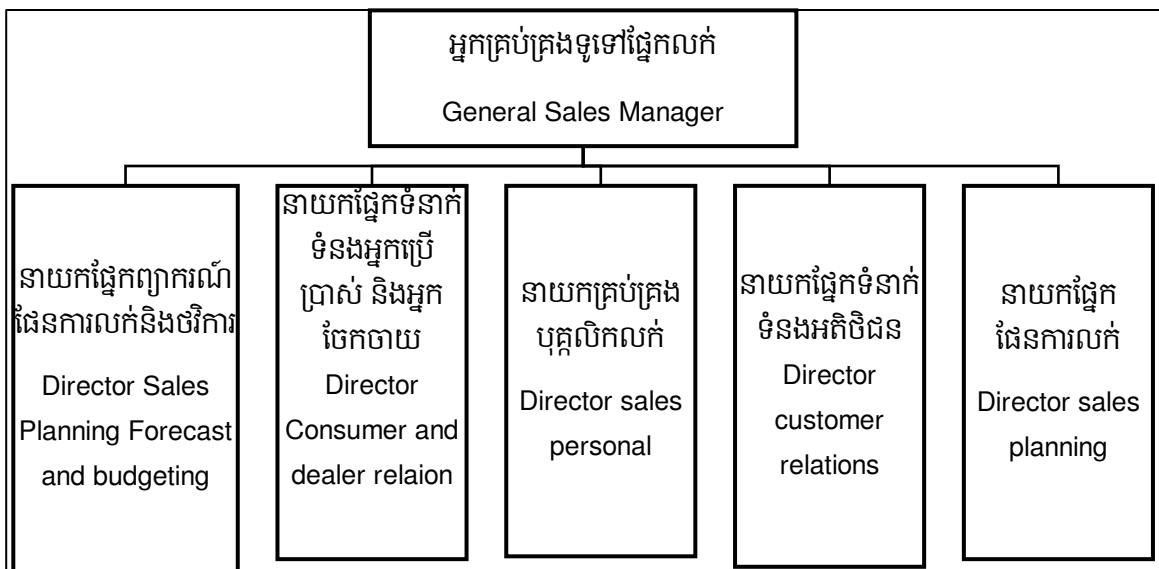 អ្នកគ្រប់គ្រងទូទៅផ្នែកលក់
General Sales Manager
នាយកផ្នែកព្យាករណ៍
ផែនការលក់និងថវិការ
Director Sales
Planning Forecast
and budgeting
នាយកផ្នែកទំនាក់
ទំនងអ្នកប្រើ
ប្រាស់ និងអ្នក
ចែកចាយ
Director
Consumer and
dealer relaion
នាយកគ្រប់គ្រង
បុគ្គលិកលក់
Director sales
personal
នាយកផ្នែកទំនាក់
ទំនងអតិថិជន
Director
customer
relations
នាយកផ្នែក
ផែនការលក់
Director sales
planning